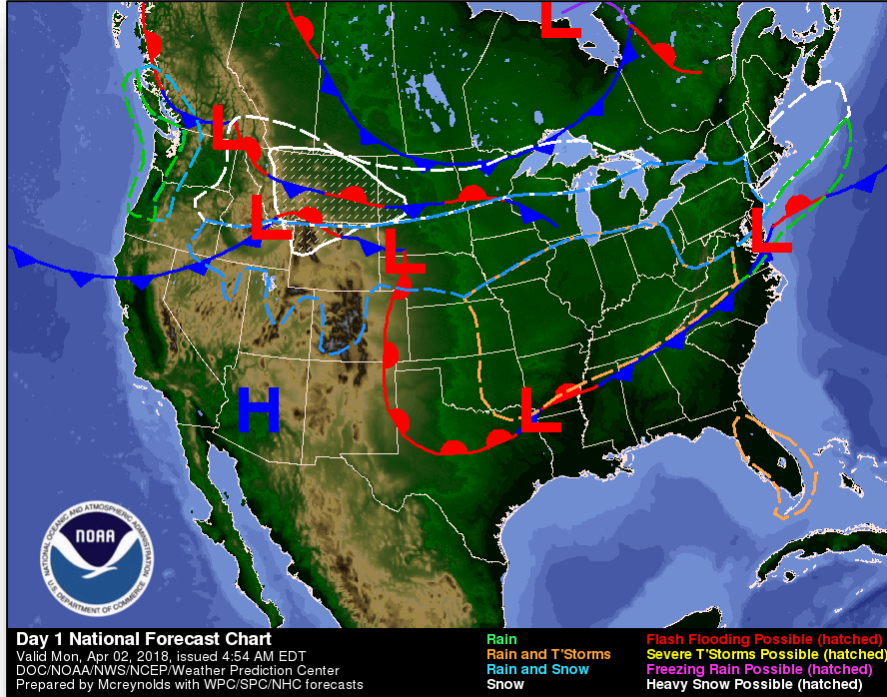 L
L
L
L
L
L
H
NATIONAL OCEANIC AND ATMOSPHERIC ADMINISTRATION
NOAA
U.S. DEPARTMENT OF COMMERCE
Day 1 National Forecast Chart
Valid Mon, Apr 02, 2018, issued 4:54 AM EDT
DOC/NOAA/NWS/NCEP/Weather Prediction Center
Prepared by Mcreynolds with WPC/SPC/NHC forecasts
Rain
Rain and T'Storms
Rain and Snow
Snow
Flash Flooding Possible (hatched)
Severe T'Storms Possible (hatched)
Freezing Rain Possible (hatched)
Heavy Snow Possible (hatched)